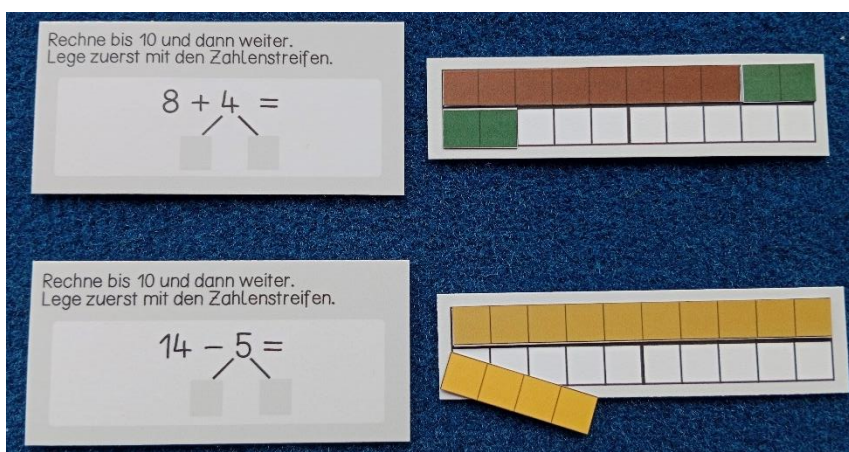 Rechne bis 10 und dann weiter.
Lege zuerst mit den Zahlenstreifen.
8 + 4 =
Rechne bis 10 und dann weiter.
Lege zuerst mit den Zahlenstreifen.
14 - 5 =